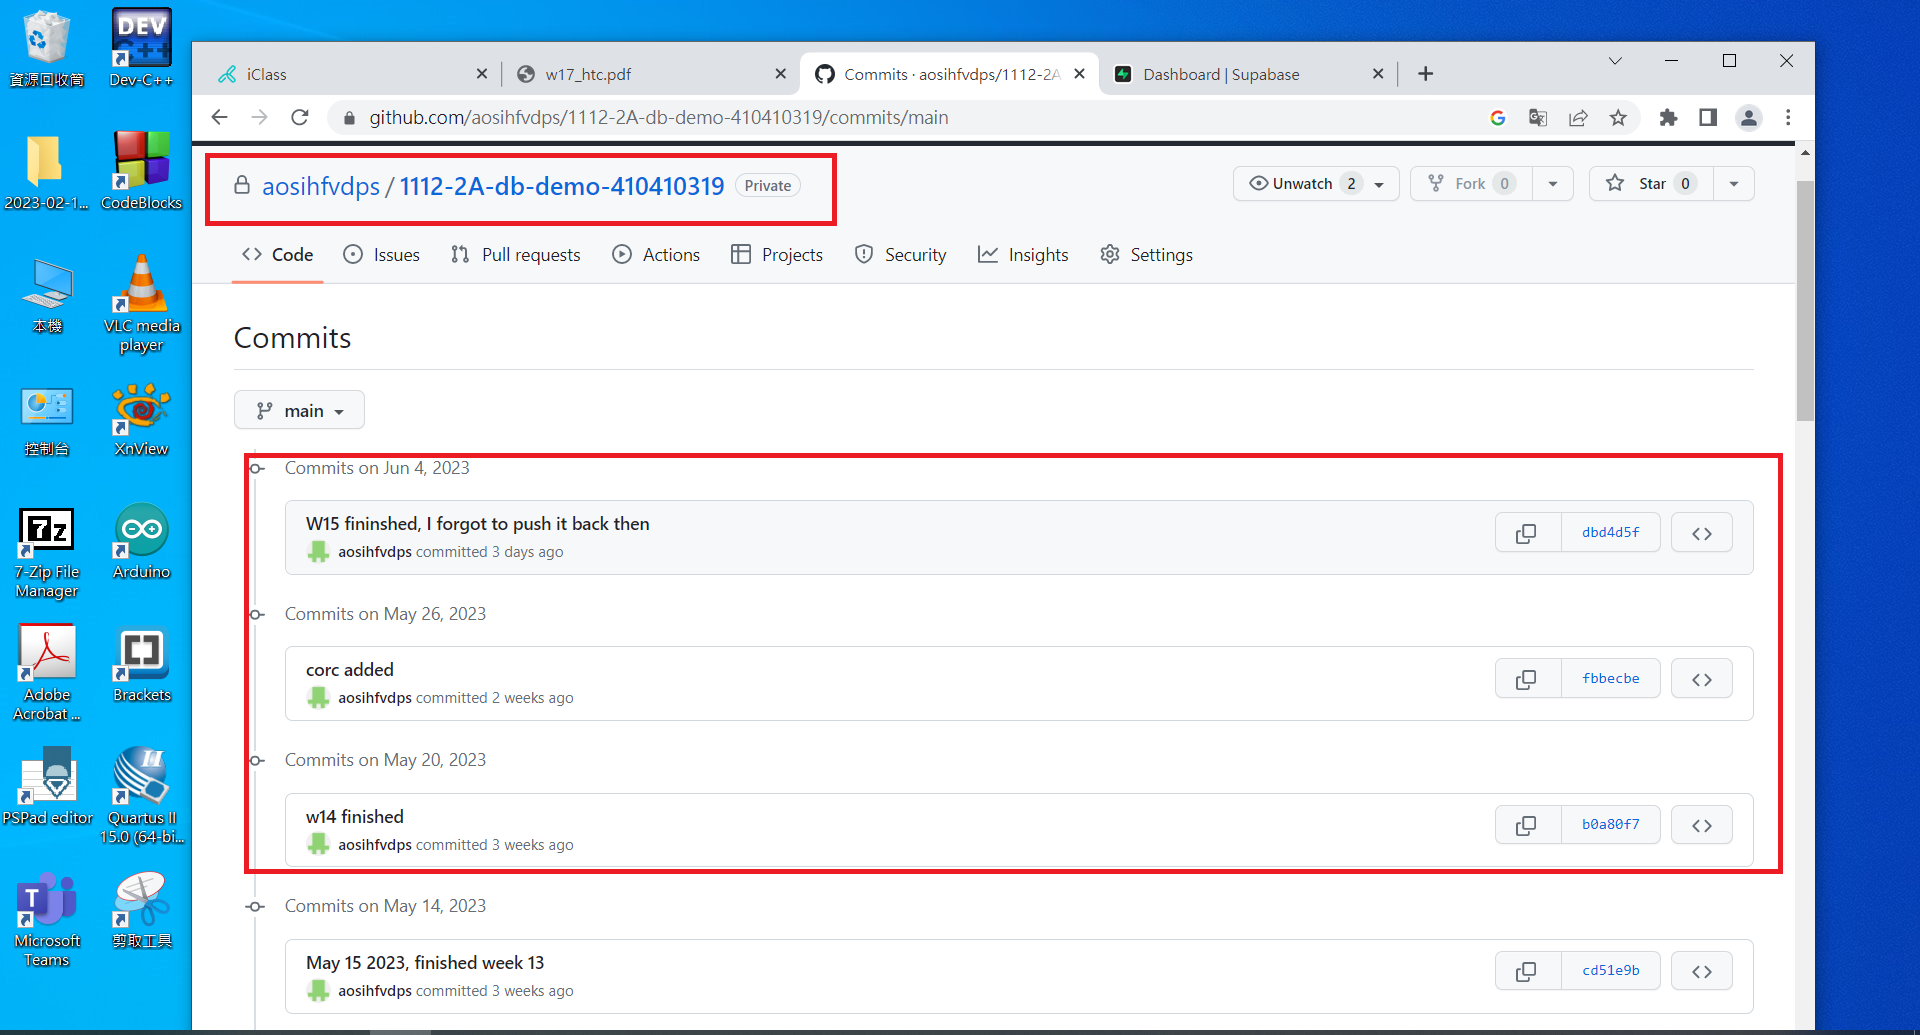 資源回收筒
DEV
C++
Dev-C++
2023-02-1...
CodeBlocks
本機
VLC media
player
控制台
XnView
7z
7-Zip File
Manager
Arduino
Adobe
Acrobat ...
Brackets
PSPad editor
II
Quartus II
15.0 (64-bi...
T
Microsoft
Teams
剪取工具
iClass
w17_htc.pdf
Commits · aosihfvdps/1112-2A
Dashboard | Supabase
github.com/aosihfvdps/1112-2A-db-demo-410410319/commits/main
aosihfvdps / 1112-2A-db-demo-410410319 Private
Unwatch 2
Fork 0
Star 0
Code
Issues
Pull requests
Actions
Projects
Security
Insights
Settings
Commits
main
Commits on Jun 4, 2023
W15 fininshed, I forgot to push it back then
dbd4d5f
aosihfvdps committed 3 days ago
Commits on May 26, 2023
corc added
fbbecbe
aosihfvdps committed 2 weeks ago
Commits on May 20, 2023
w14 finished
b0a80f7
aosihfvdps committed 3 weeks ago
Commits on May 14, 2023
May 15 2023, finished week 13
cd51e9b
aosihfvdps committed 3 weeks ago